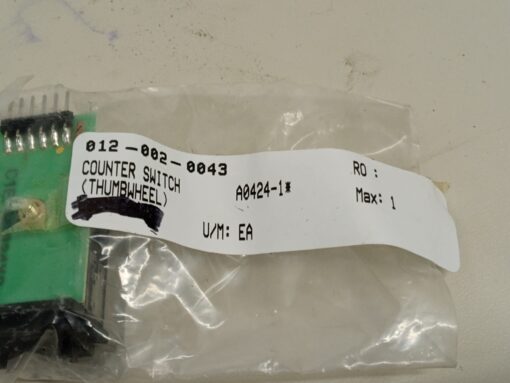 012-002-0043
COUNTER SWITCH
(THUMBWHEEL)
A0424-1*
U/M: EA
RO :
Max: 1